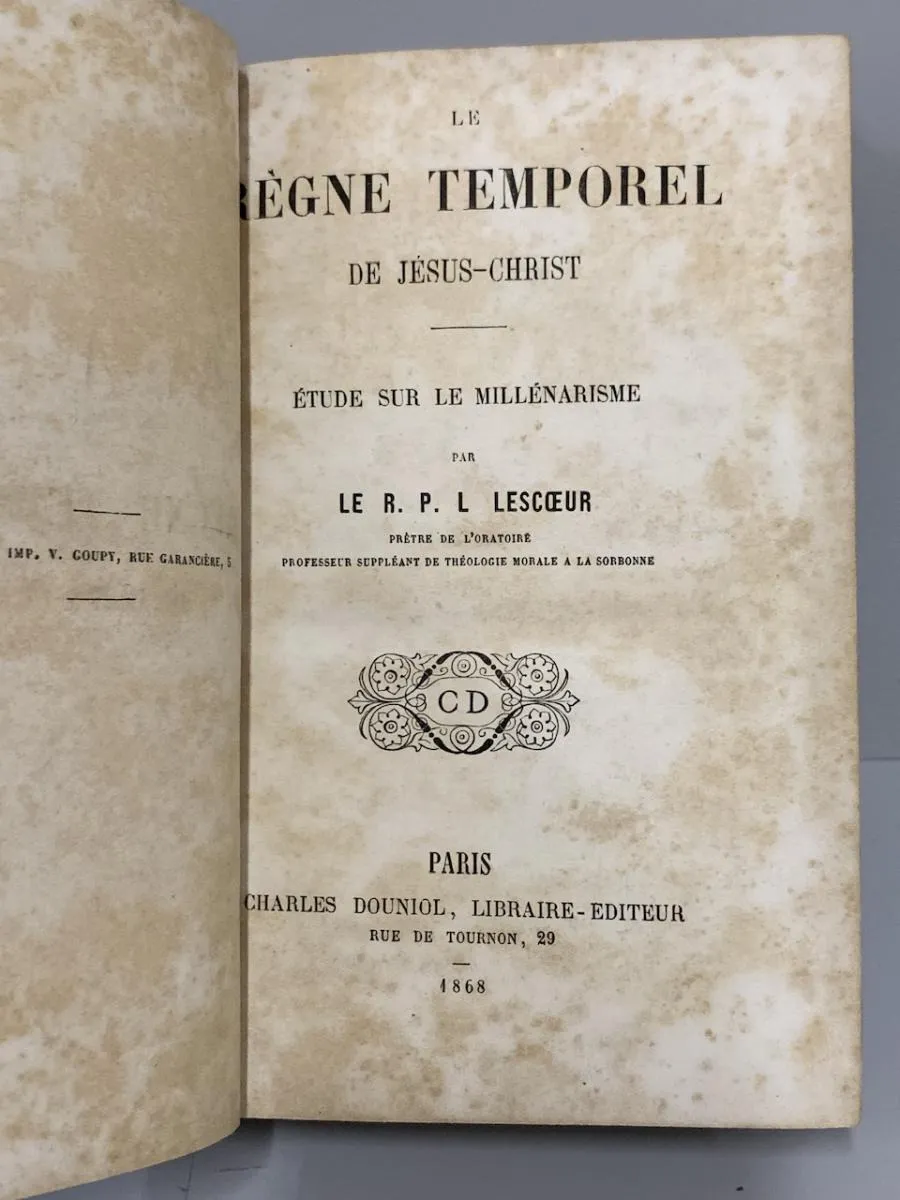 IMP. V. GOUPY, RUE GARANCIÈRE, 5
LE
RÈGNE TEMPOREL
DE JÉSUS-CHRIST
ÉTUDE SUR LE MILLÉNARISME
PAR
LE R. P. L LESCŒUR
PRÊTRE DE L'ORATOIRE
PROFESSEUR SUPPLÉANT DE THÉOLOGIE MORALE A LA SORBONNE
CD
PARIS
CHARLES DOUNIOL, LIBRAIRE-EDITEUR
RUE DE TOURNON, 29
1868